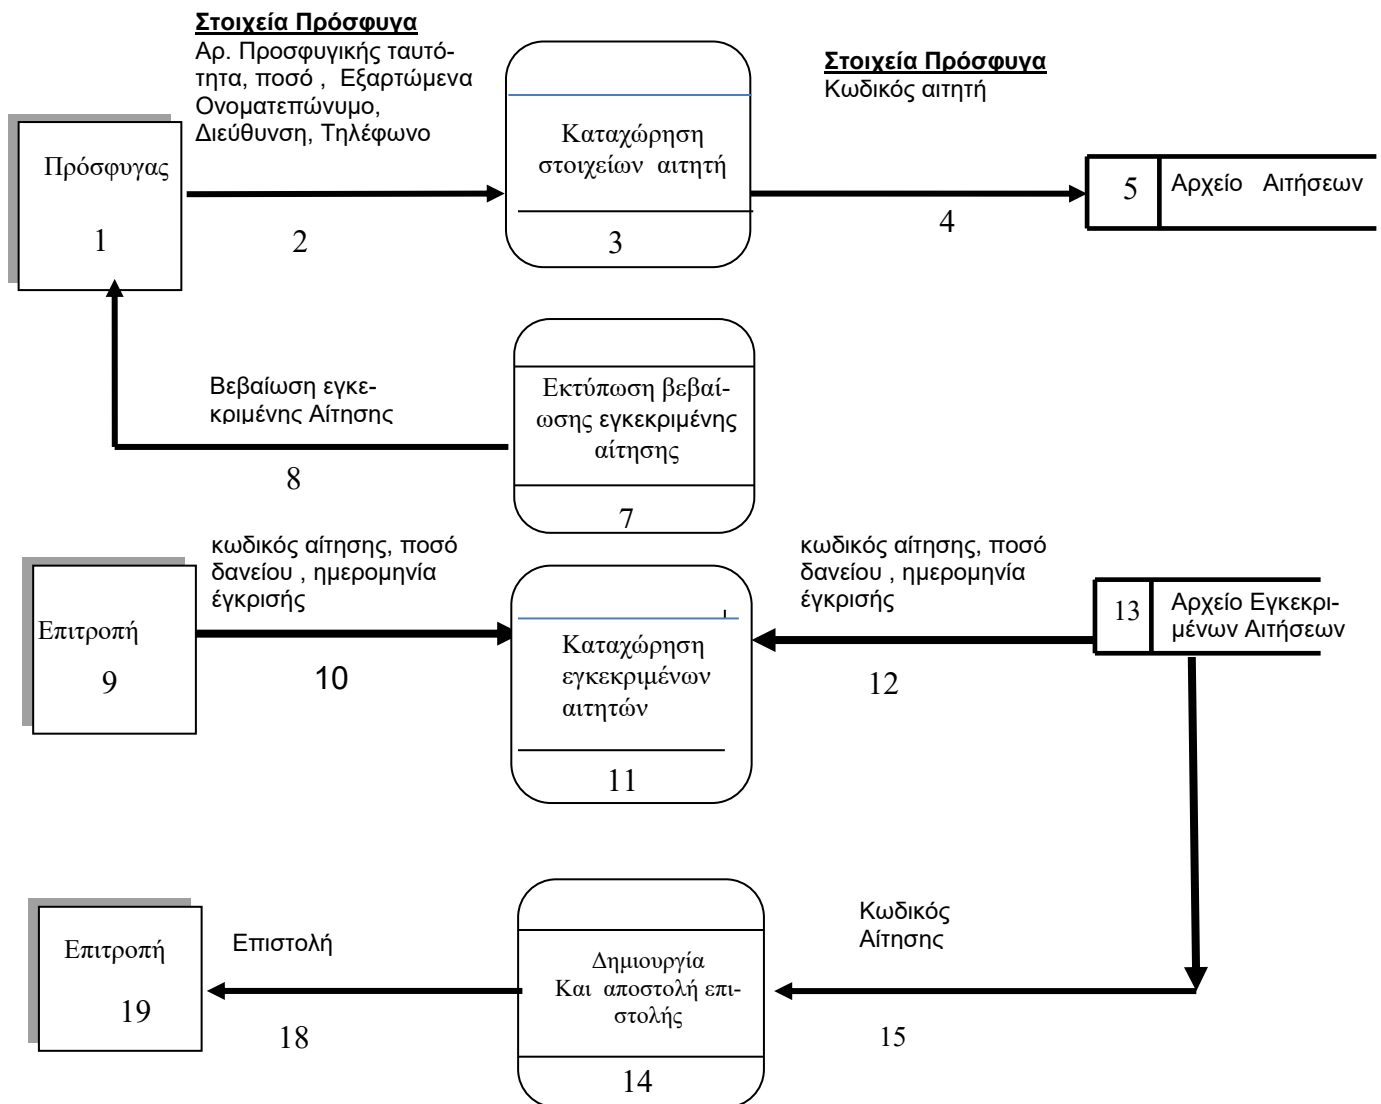 Στοιχεία Πρόσφυγα
Αρ. Προσφυγικής ταυτό-
τητα, ποσό , Εξαρτώμενα
Ονοματεπώνυμο,
Διεύθυνση, Τηλέφωνο
Στοιχεία Πρόσφυγα
Κωδικός αιτητή
Πρόσφυγας
1
2
Καταχώρηση
στοιχείων αιτητή
3
4
5
Αρχείο Αιτήσεων
Βεβαίωση εγκε-
κριμένης Αίτησης
8
Εκτύπωση βεβαί-
ωσης εγκεκριμένης
αίτησης
7
κωδικός αίτησης, ποσό
δανείου , ημερομηνία
έγκρισής
κωδικός αίτησης, ποσό
δανείου , ημερομηνία
έγκρισής
Επιτροπή
9
10
Καταχώρηση
εγκεκριμένων
αιτητών
11
12
13
Αρχείο Εγκεκρι-
μένων Αιτήσεων
Επιτροπή
19
Επιστολή
18
Δημιουργία
Και αποστολή επι-
στολής
14
Κωδικός
Αίτησης
15